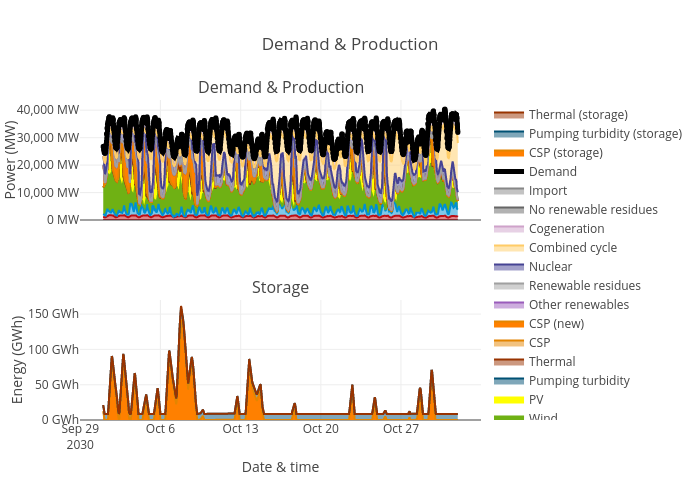 Demand & Production
Demand & Production
40,000 MW
30,000 MW
20,000 MW
10,000 MW
0 MW
Power (MW)
Storage
150 GWh
100 GWh
50 GWh
0 GWh
Energy (GWh)
Sep 29
2030
Oct 6
Oct 13
Oct 20
Oct 27
Date & time
Thermal (storage)
Pumping turbidity (storage)
CSP (storage)
Demand
Import
No renewable residues
Cogeneration
Combined cycle
Nuclear
Renewable residues
Other renewables
CSP (new)
CSP
Thermal
Pumping turbidity
PV
Wind